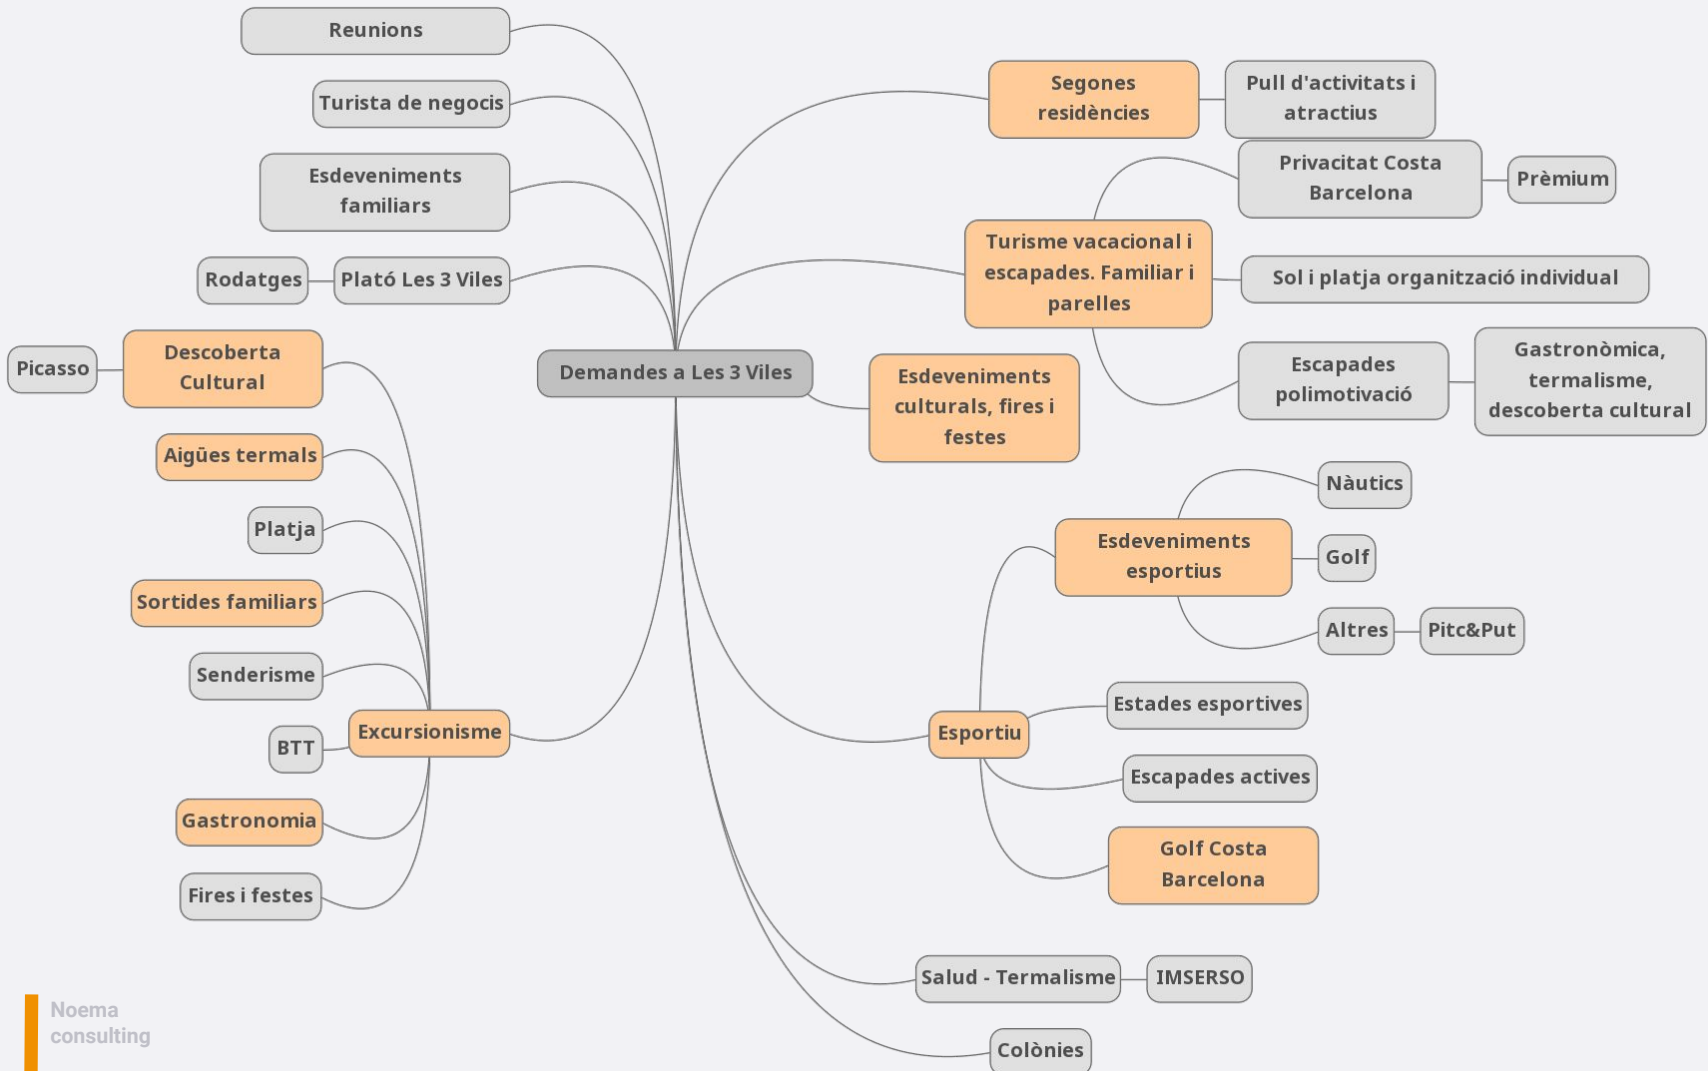 Reunions
Turista de negocis
Esdeveniments
familiars
Rodatges
Plató Les 3 Viles
Demandes a Les 3 Viles
Segones
residències
Pull d'activitats i
atractius
Turisme vacacional i
escapades. Familiar i
parelles
Privacitat Costa
Barcelona
Prèmium
Sol i platja organització individual
Escapades
polimotivació
Gastronòmica,
termalisme,
descoberta cultural
Esdeveniments
culturals, fires i
festes
Picasso
Descoberta
Cultural
Aigües termals
Platja
Sortides familiars
Senderisme
BTT
Excursionisme
Gastronomia
Fires i festes
Esportiu
Esdeveniments
esportius
Nàutics
Golf
Altres
Pitc&Put
Estades esportives
Escapades actives
Golf Costa
Barcelona
Salud - Termalisme
IMSERSO
Colònies
Noema
consulting